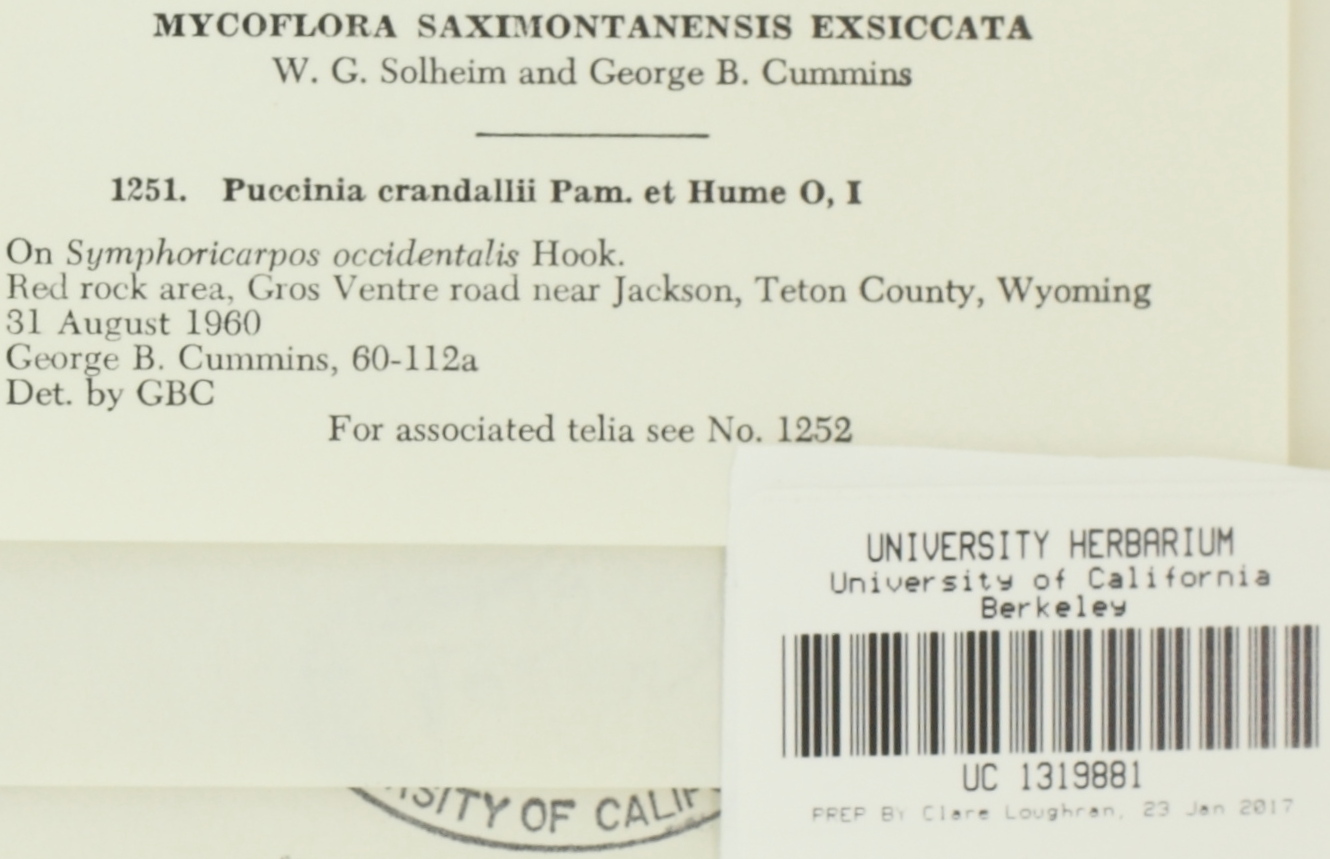 MYCOFLORA SAXIMONTANENSIS EXSICCATA
W. G. Solheim and George B. Cummins
1251. Puccinia crandallii Pam. et Hume O, I
On Symphoricarpos occidentalis Hook.
Red rock area, Gros Ventre road near Jackson, Teton County, Wyoming
31 August 1960
George B. Cummins, 60-112a
Det. by GBC
For associated telia see No. 1252
UNIVERSITY HERBARIUM
University of California
Berkeley
UC 1319881
PREP BY Clare Loughran, 23 Jan 2017
SITY OF CALIF